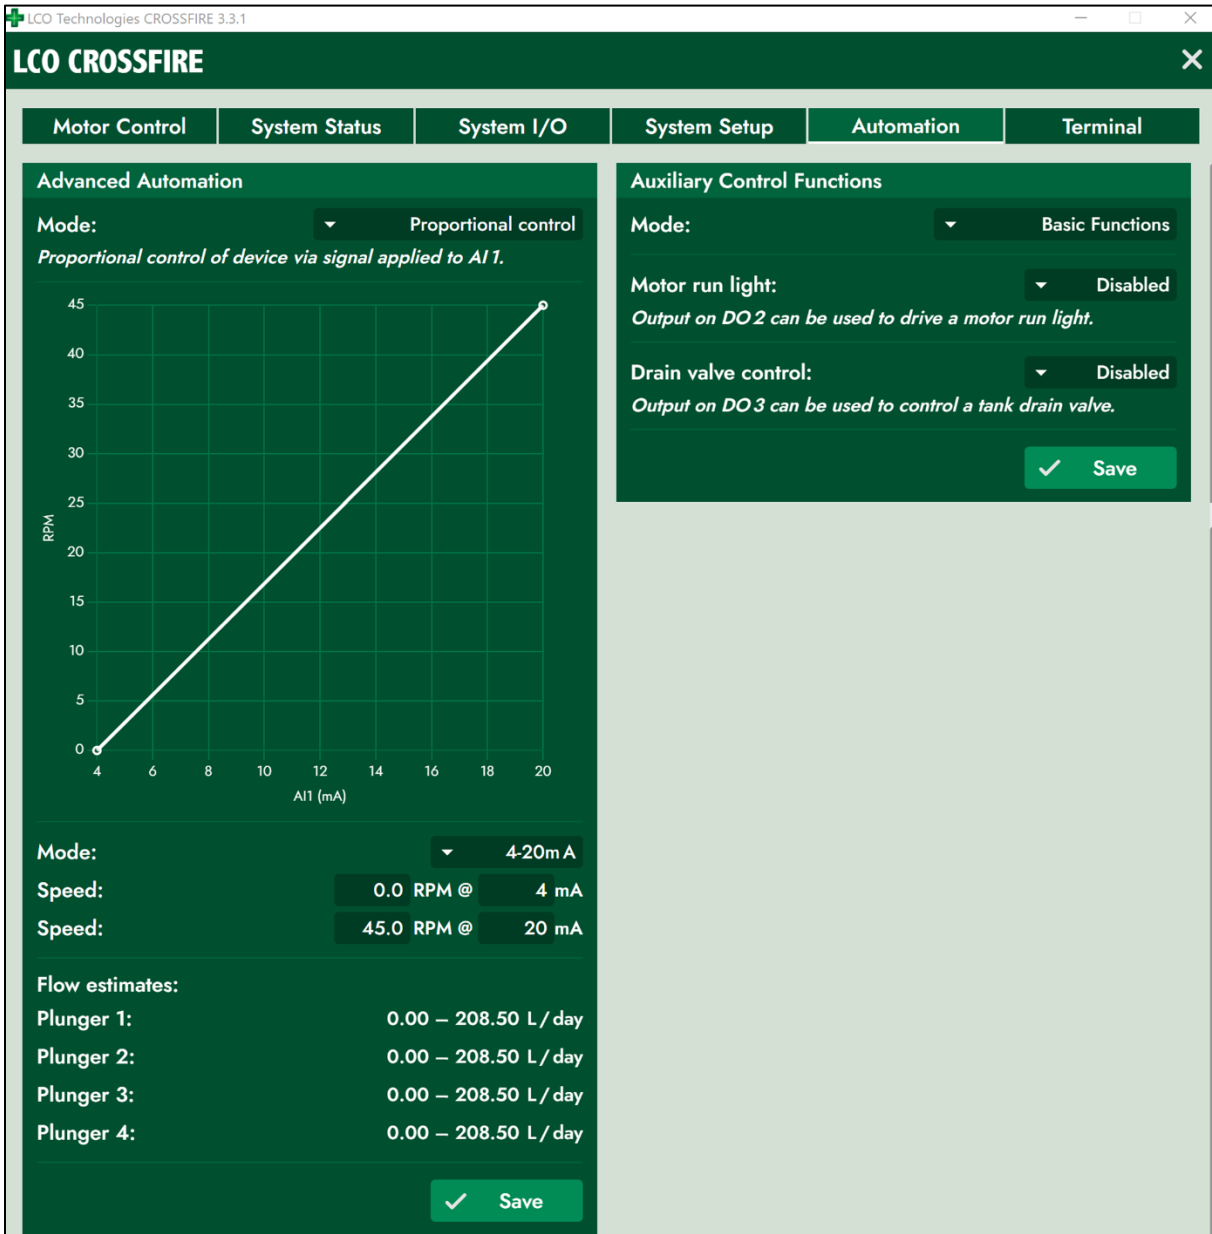 LCO Technologies CROSSFIRE 3.3.1
LCO CROSSFIRE
Motor Control System Status System I/O System Setup Automation Terminal
Advanced Automation
Mode: Proportional control
Proportional control of device via signal applied to AI1.
45
40
35
30
25
20
15
10
5
0
RPM
4 6 8 10 12 14 16 18 20
AI1 (mA)
Mode: 4-20mA
Speed: 0.0 RPM @ 4 mA
Speed: 45.0 RPM @ 20 mA
Flow estimates:
Plunger 1: 0.00 – 208.50 L/day
Plunger 2: 0.00 – 208.50 L/day
Plunger 3: 0.00 – 208.50 L/day
Plunger 4: 0.00 – 208.50 L/day
Save
Auxiliary Control Functions
Mode: Basic Functions
Motor run light: Disabled
Output on DO2 can be used to drive a motor run light.
Drain valve control: Disabled
Output on DO3 can be used to control a tank drain valve.
Save